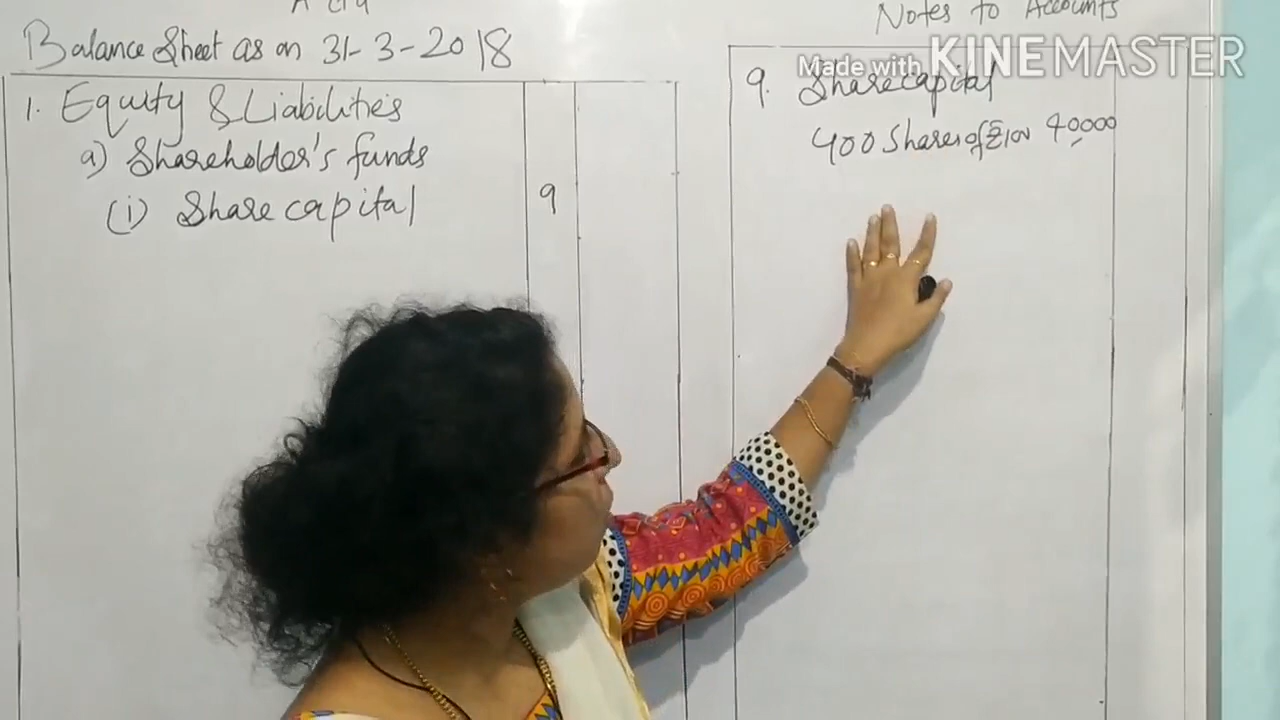 A Ltd
Balance Sheet as on 31-3-2018
1. Equity & Liabilities
a) Shareholder's funds
(i) Share capital 9
Notes to Accounts
Made with KINEMASTER
9. Share capital
400 Shares of ₹100 40,000